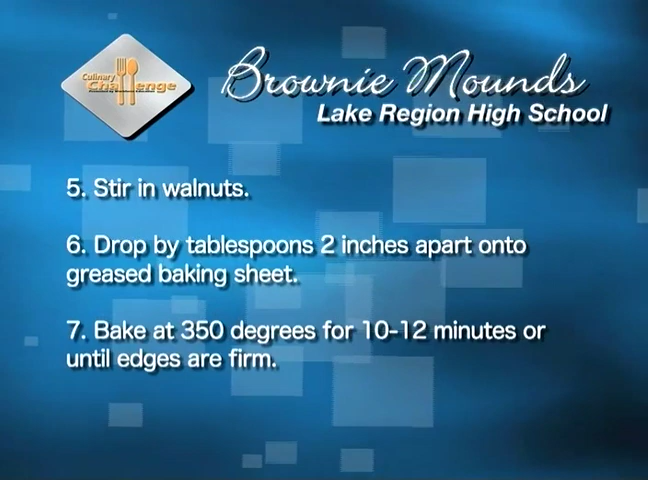 Culinary
Challenge
Brownie Mounds
Lake Region High School
5. Stir in walnuts.
6. Drop by tablespoons 2 inches apart onto
greased baking sheet.
7. Bake at 350 degrees for 10-12 minutes or
until edges are firm.